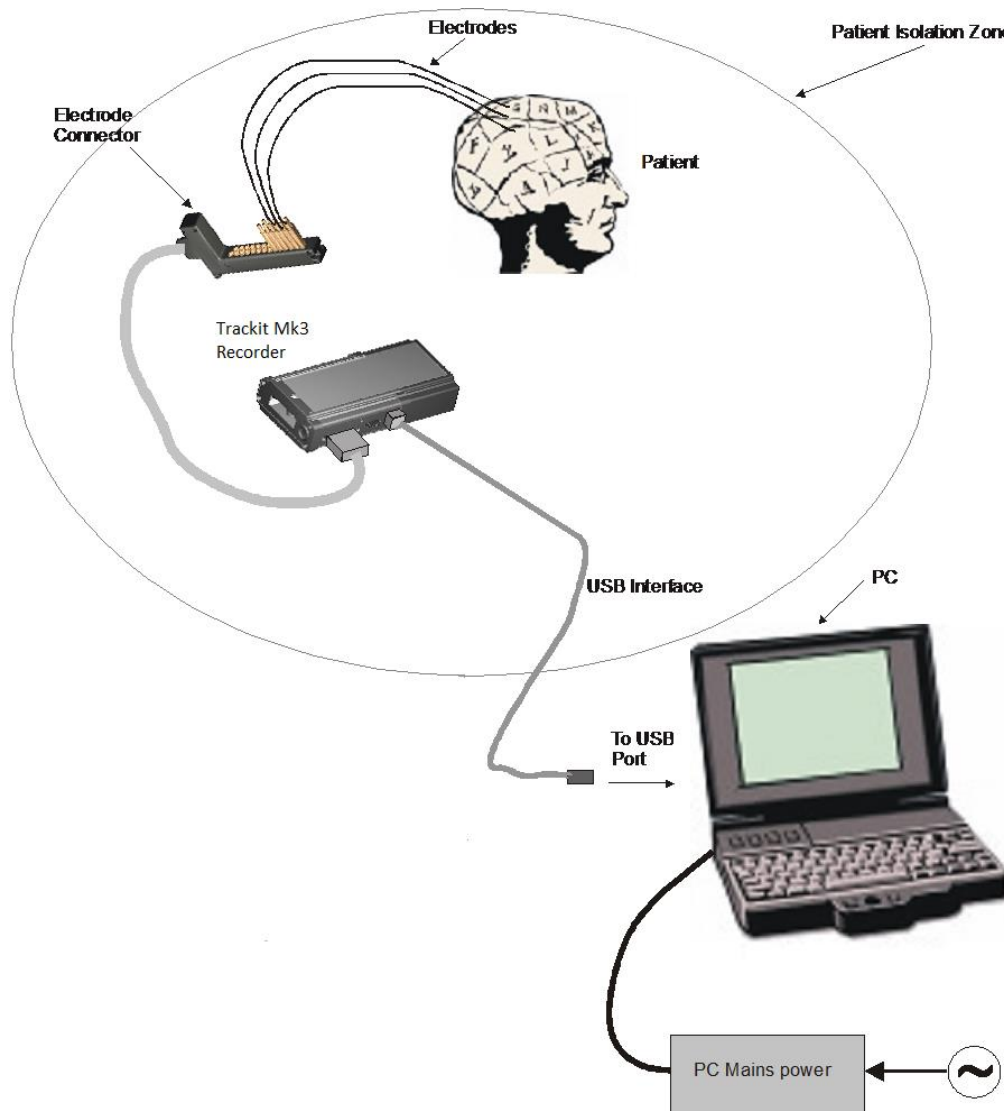 Electrodes
Patient Isolation Zone
Electrode
Connector
Patient
Trackit Mk3
Recorder
USB Interface
PC
To USB
Port
PC Mains power
~